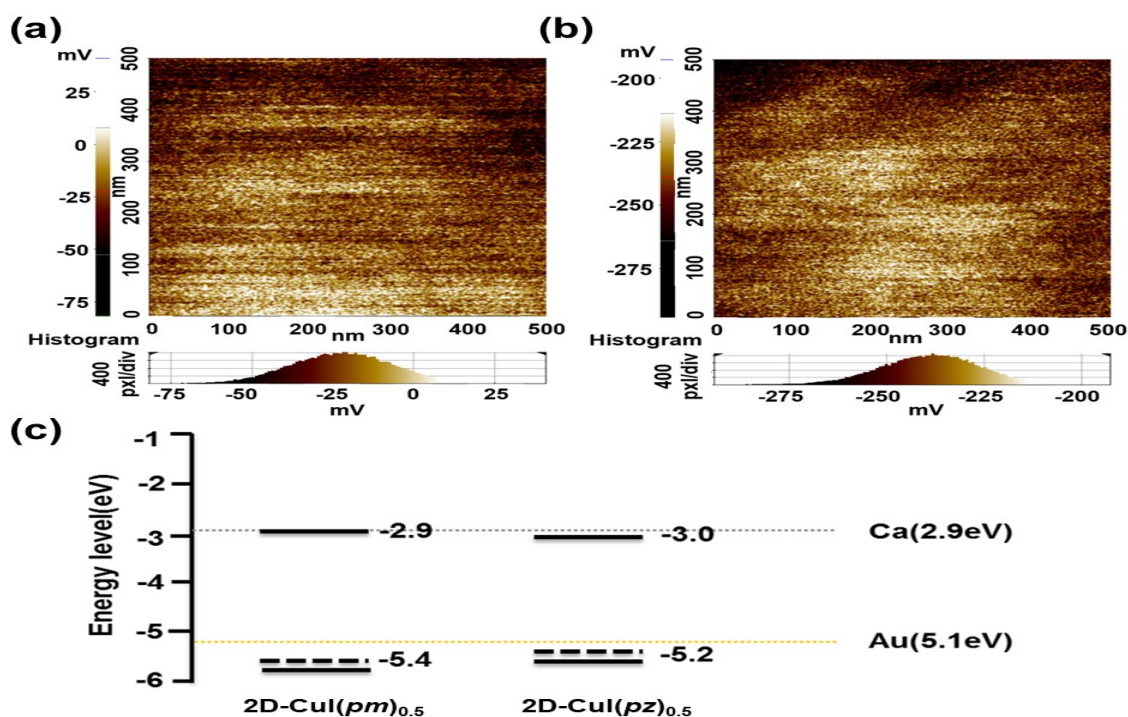 (a)
mV
25
0
-25
-50
-75
500
400
300
nm
200
100
0
0 100 200 300 400 500
nm
Histogram
400
pxl/div
-75 -50 -25 0 25
mV
(b)
-200
-225
-250
-275
500
400
300
nm
200
100
0
0 100 200 300 400 500
nm
Histogram
400
pxl/div
-275 -250 -225 -200
mV
(c)
Energy level(eV)
-1
-2
-3
-4
-5
-6
-2.9
-3.0
Ca(2.9eV)
Au(5.1eV)
-5.4
-5.2
2D-CuI(pm)0.5
2D-CuI(pz)0.5